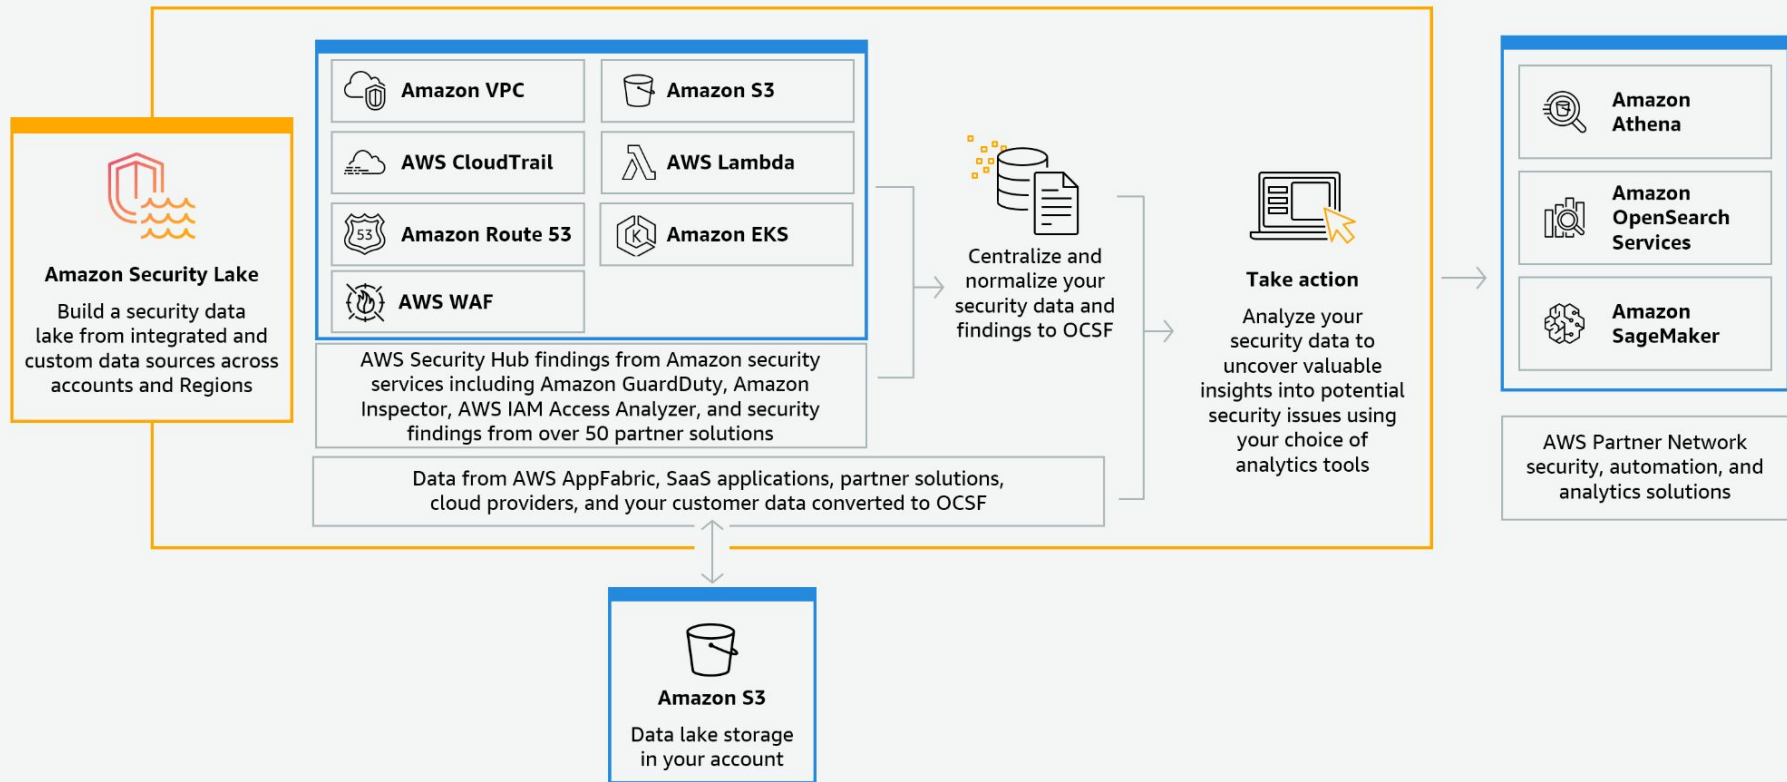 Amazon Security Lake
Build a security data
lake from integrated and
custom data sources across
accounts and Regions
Amazon VPC
Amazon S3
AWS CloudTrail
AWS Lambda
53
Amazon Route 53
K
Amazon EKS
AWS WAF
AWS Security Hub findings from Amazon security
services including Amazon GuardDuty, Amazon
Inspector, AWS IAM Access Analyzer, and security
findings from over 50 partner solutions
Data from AWS AppFabric, SaaS applications, partner solutions,
cloud providers, and your customer data converted to OCSF
Centralize and
normalize your
security data and
findings to OCSF
Take action
Analyze your
security data to
uncover valuable
insights into potential
security issues using
your choice of
analytics tools
Amazon
Athena
Amazon
OpenSearch
Services
Amazon
SageMaker
AWS Partner Network
security, automation, and
analytics solutions
Amazon S3
Data lake storage
in your account